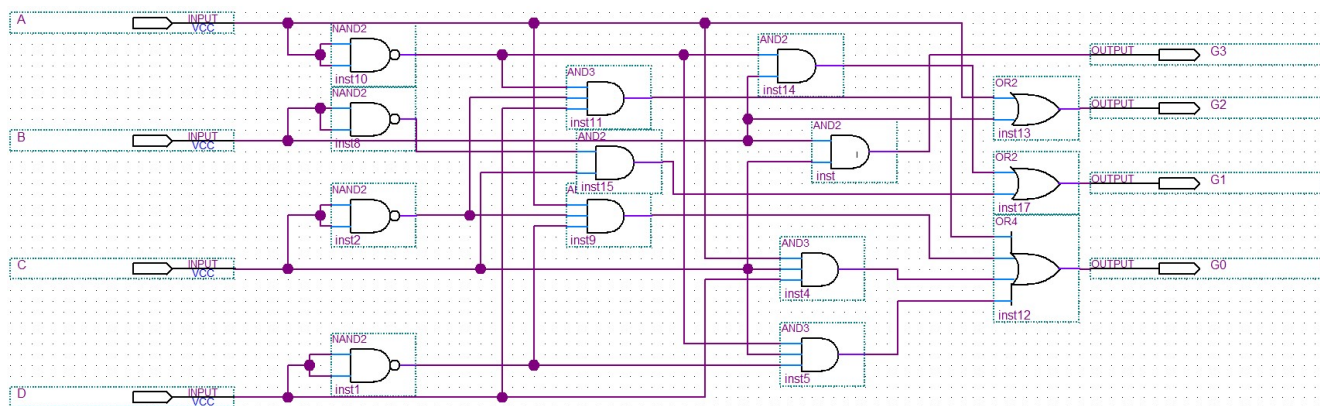 A
INPUT
VCC
NAND2
inst10
AND2
inst14
OUTPUT
G3
AND3
inst11
OR2
inst13
OUTPUT
G2
NAND2
inst8
B
INPUT
VCC
AND2
inst
AND2
inst15
OR2
inst17
OUTPUT
G1
NAND2
inst2
inst9
OR4
inst12
OUTPUT
G0
C
INPUT
VCC
AND3
inst4
NAND2
inst1
AND3
inst5
D
INPUT
VCC